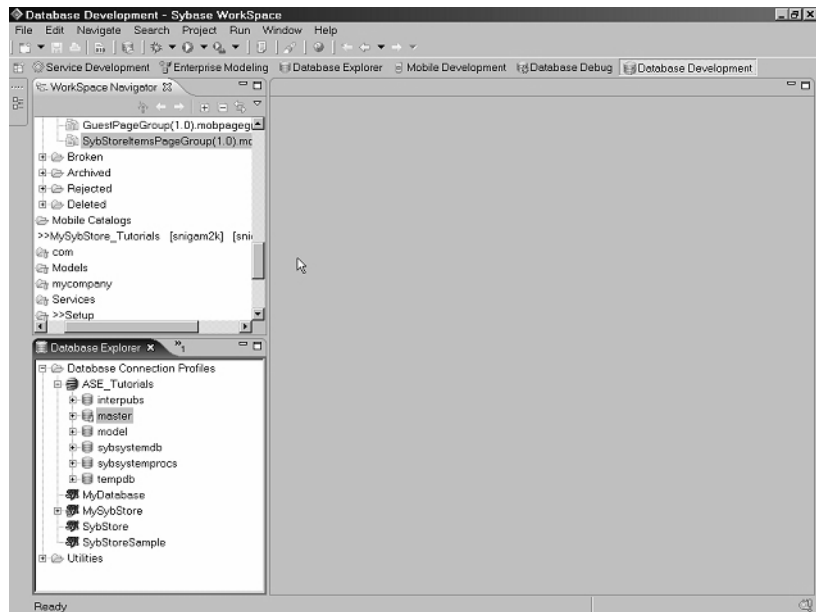 Database Development - Sybase WorkSpace
File Edit Navigate Search Project Run Window Help
Service Development Enterprise Modeling Database Explorer Mobile Development Database Debug Database Development
WorkSpace Navigator
GuestPageGroup(1.0).mobpageg
SybStoreItemsPageGroup(1.0).mo
Broken
Archived
Rejected
Deleted
Mobile Catalogs
>>MySybStore_Tutorials [snigam2k] [sni
com
Models
mycompany
Services
>>Setup
Database Explorer »1
Database Connection Profiles
ASE_Tutorials
interpubs
master
model
sybsystemdb
sybsystemprocs
tempdb
MyDatabase
MySybStore
SybStore
SybStoreSample
Utilities
Ready